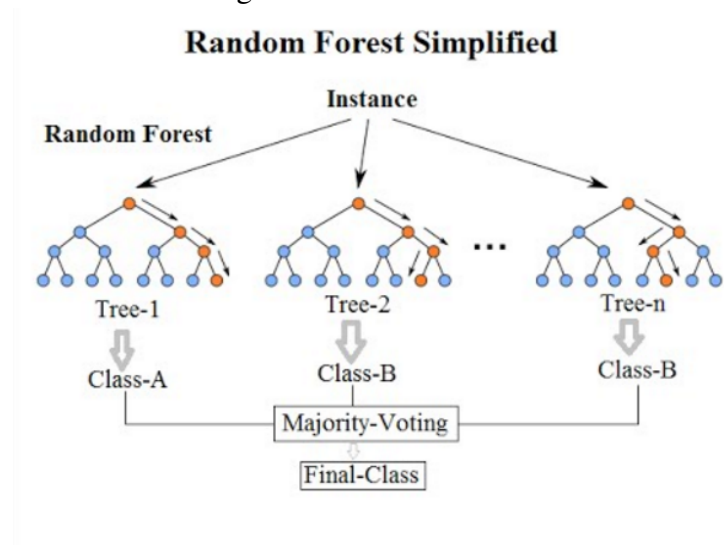 Random Forest Simplified
Instance
Random Forest
...
Tree-1
Tree-2
Tree-n
Class-A
Class-B
Class-B
Majority-Voting
Final-Class